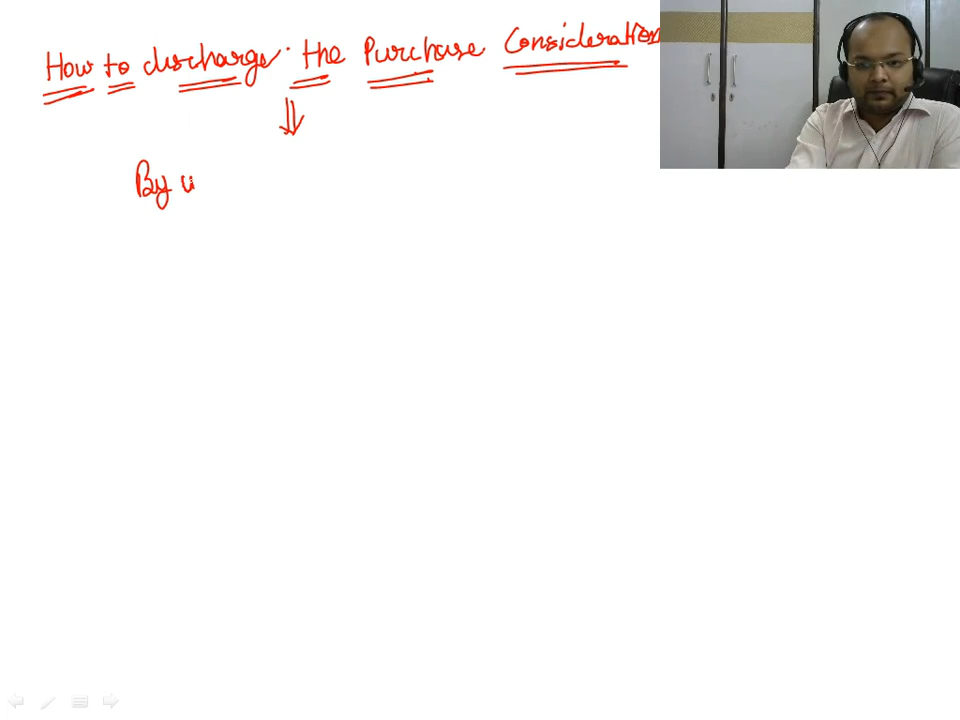 How to discharge the Purchase Consideration
By